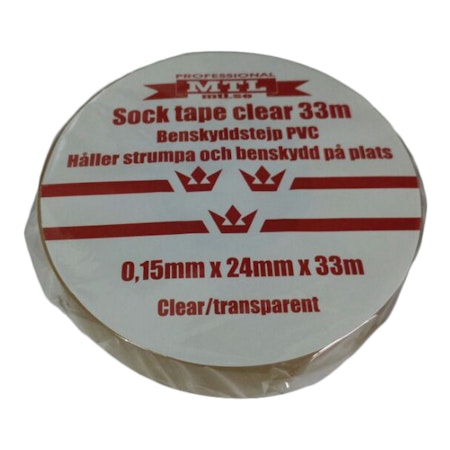 PROFESSIONAL
MTL
mtl.se
Sock tape clear 33m
Benskyddstejp PVC
Håller strumpa och benskydd på plats
0,15mm x 24mm x 33m
Clear/transparent